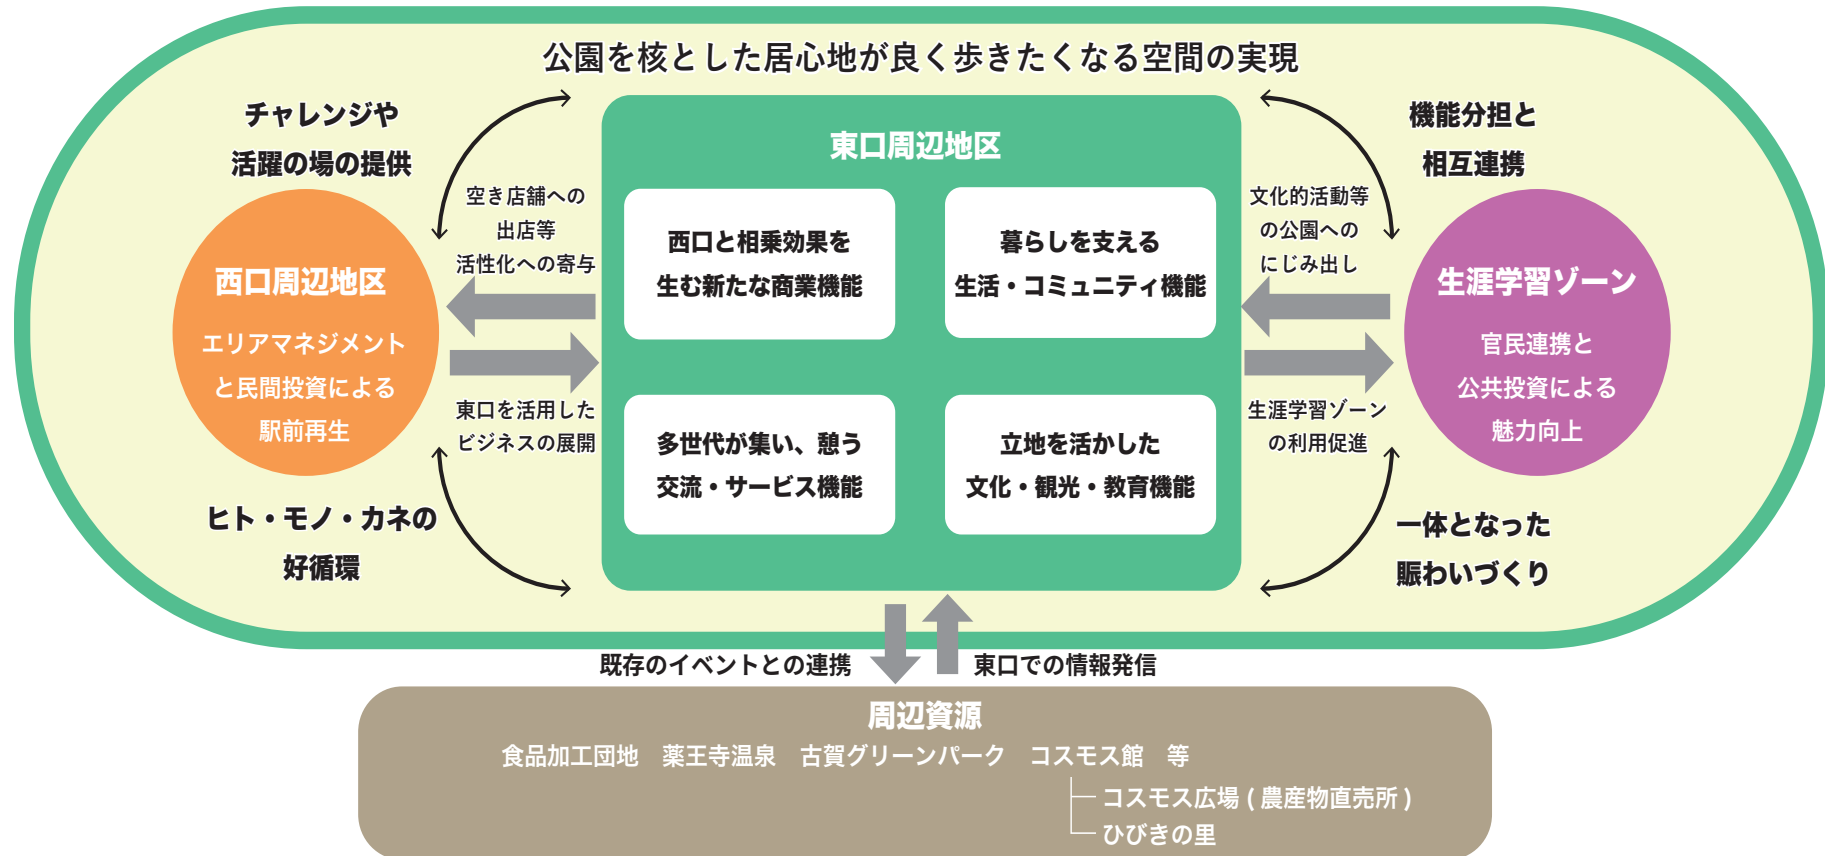 公園を核とした居心地が良く歩きたくなる空間の実現
チャレンジや
活躍の場の提供
西口周辺地区
エリアマネジメント
と民間投資による
駅前再生
ヒト・モノ・カネの
好循環
空き店舗への
出店等
活性化への寄与
東口を活用した
ビジネスの展開
東口周辺地区
西口と相乗効果を
生む新たな商業機能
暮らしを支える
生活・コミュニティ機能
多世代が集い、憩う
交流・サービス機能
立地を活かした
文化・観光・教育機能
文化的活動等
の公園への
にじみ出し
生涯学習ゾーン
の利用促進
機能分担と
相互連携
生涯学習ゾーン
官民連携と
公共投資による
魅力向上
一体となった
賑わいづくり
既存のイベントとの連携
東口での情報発信
周辺資源
食品加工団地　薬王寺温泉　古賀グリーンパーク　コスモス館　等
コスモス広場 ( 農産物直売所 )
ひびきの里